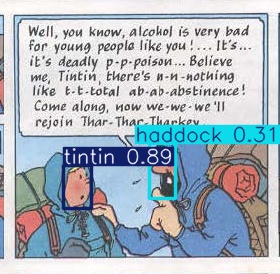 Well, you know, alcohol is very bad
for young people like you!... It's...
it's deadly p-p-poison... Believe
me, Tintin, there's n-n-nothing
like t-t-total ab-ab-abstinence!
Come along, now we-we-we'll
rejoin Thar-Thar-Tharkey
haddock 0.31
tintin 0.89